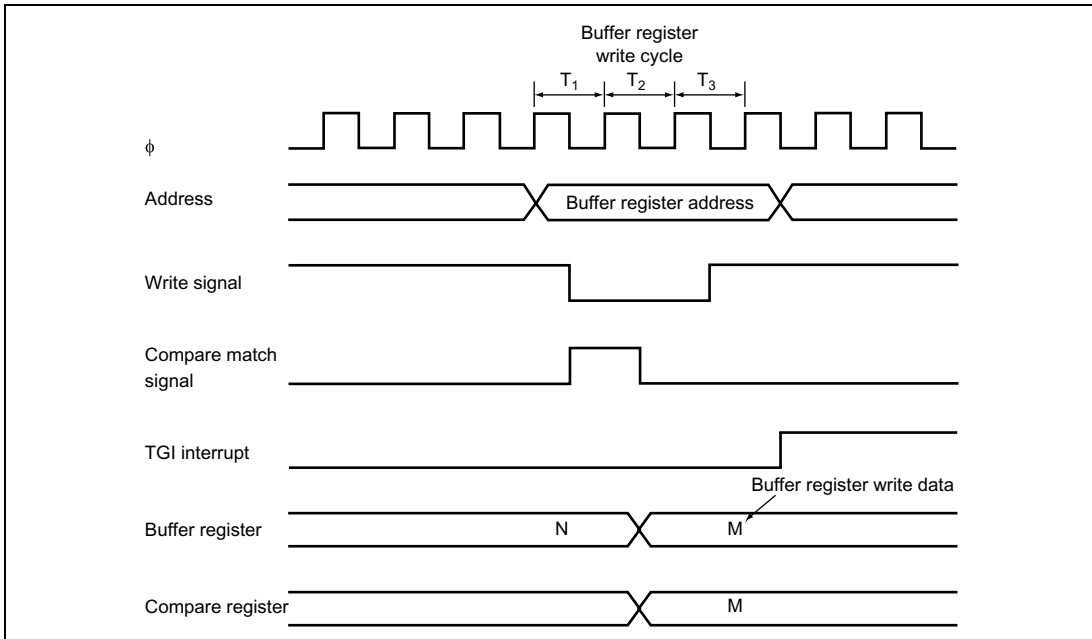 Buffer register
write cycle
T₁ T₂ T₃
ϕ
Address
Buffer register address
Write signal
Compare match
signal
TGI interrupt
Buffer register write data
Buffer register
N
M
Compare register
M